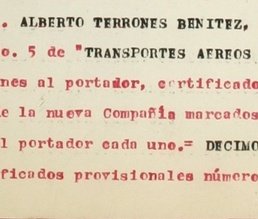 . ALBERTO TERRONES BENITEZ,
o. 5 de "TRANSPORTES AEREOS
nes al portador, certificado
e la nueva Compañía marcados
l portador cada uno.= DECIMO
ficados provisionales número